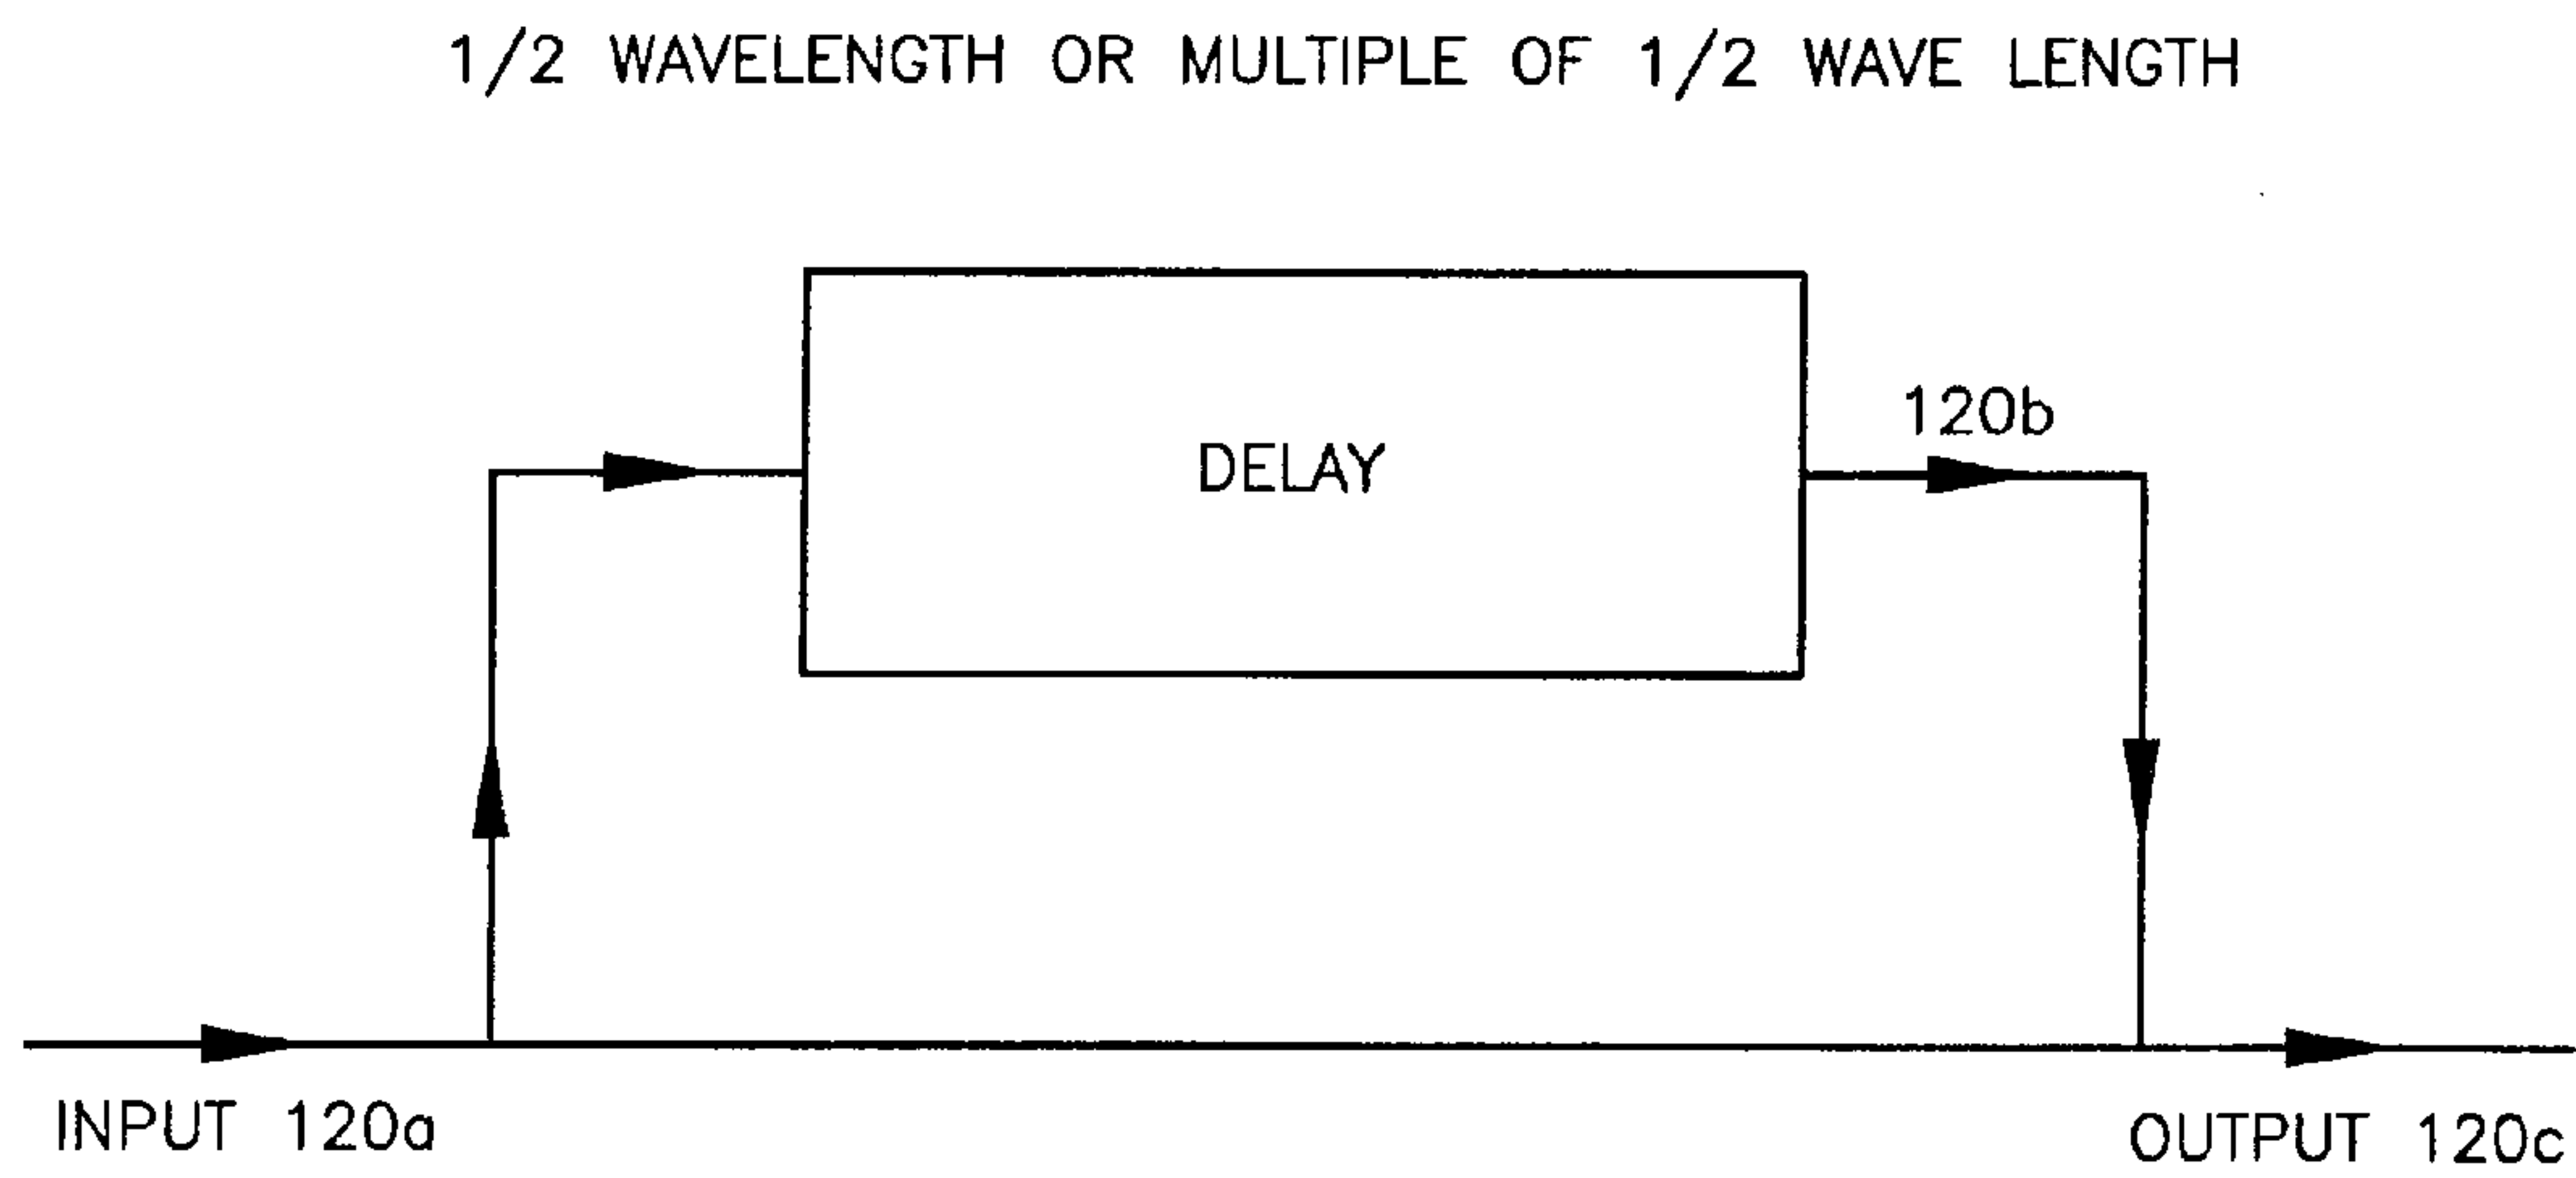 1/2 WAVELENGTH OR MULTIPLE OF 1/2 WAVE LENGTH
120b
DELAY
INPUT 120a
OUTPUT 120c